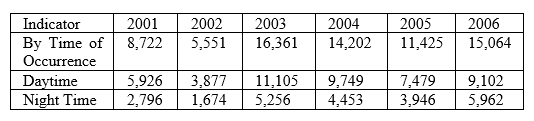 Indicator 2001 2002 2003 2004 2005 2006
By Time of Occurrence 8,722 5,551 16,361 14,202 11,425 15,064
Daytime 5,926 3,877 11,105 9,749 7,479 9,102
Night Time 2,796 1,674 5,256 4,453 3,946 5,962